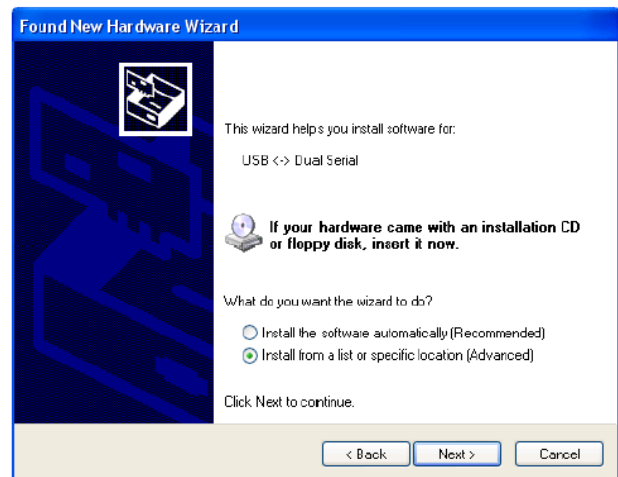 Found New Hardware Wizard
This wizard helps you install software for:
USB <-> Dual Serial
If your hardware came with an installation CD
or floppy disk, insert it now.
What do you want the wizard to do?
Install the software automatically (Recommended)
Install from a list or specific location (Advanced)
Click Next to continue.
< Back
Next >
Cancel